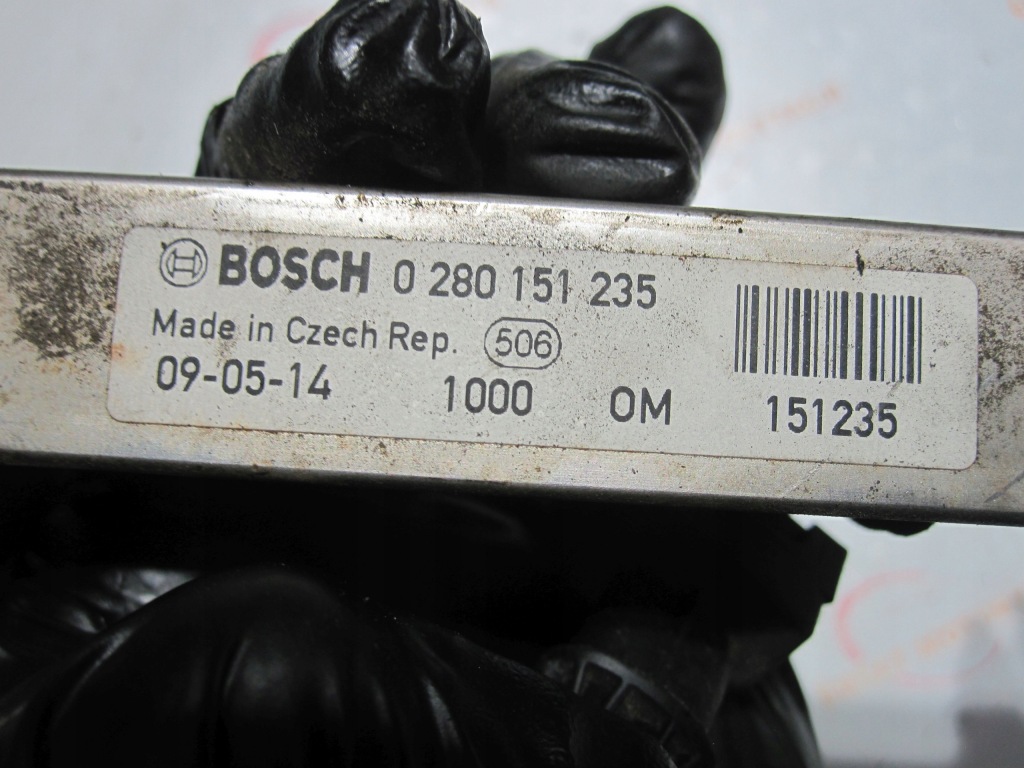 BOSCH 0 280 151 235
Made in Czech Rep. 506
09-05-14 1000 OM
151235